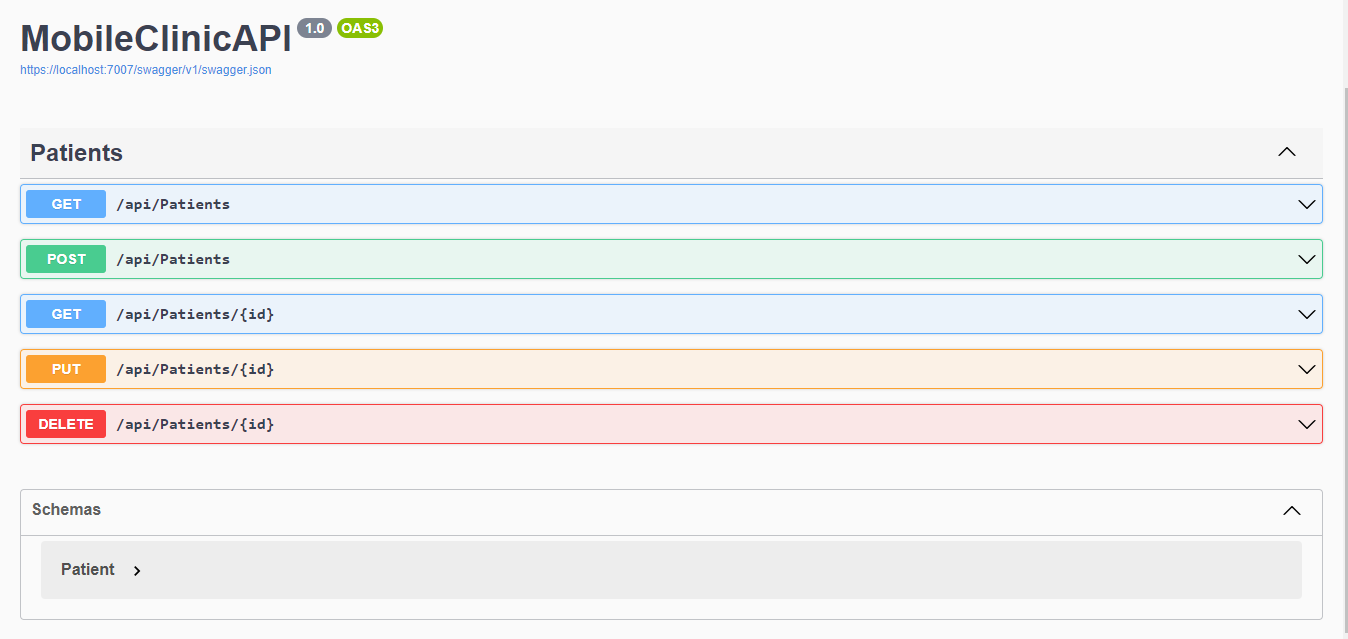 MobileClinicAPI 1.0 OAS3
https://localhost:7007/swagger/v1/swagger.json
Patients
GET /api/Patients
POST /api/Patients
GET /api/Patients/{id}
PUT /api/Patients/{id}
DELETE /api/Patients/{id}
Schemas
Patient